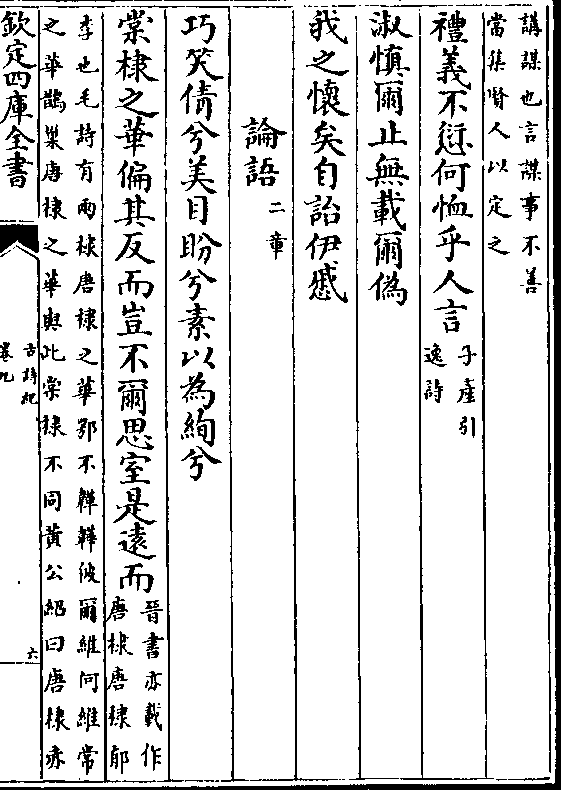 講謀也言謀事不善
當集賢人以定之
禮義不愆何恤乎人言子產引
逸詩
淑慎爾止無載爾偽
我之懷矣自詒伊慼
論語二章
巧笑倩兮美目盼兮素以為絢兮
棠棣之華偏其反而豈不爾思室是遠而晉書亦載作
唐棣唐棣郁
李也毛詩有兩棣唐棣之華鄂不韡韡彼爾維何維常
之華鵲巢唐棣之華與此棠棣不同黃公紹曰唐棣亦
欽定四庫全書
古詩紀
卷九
六